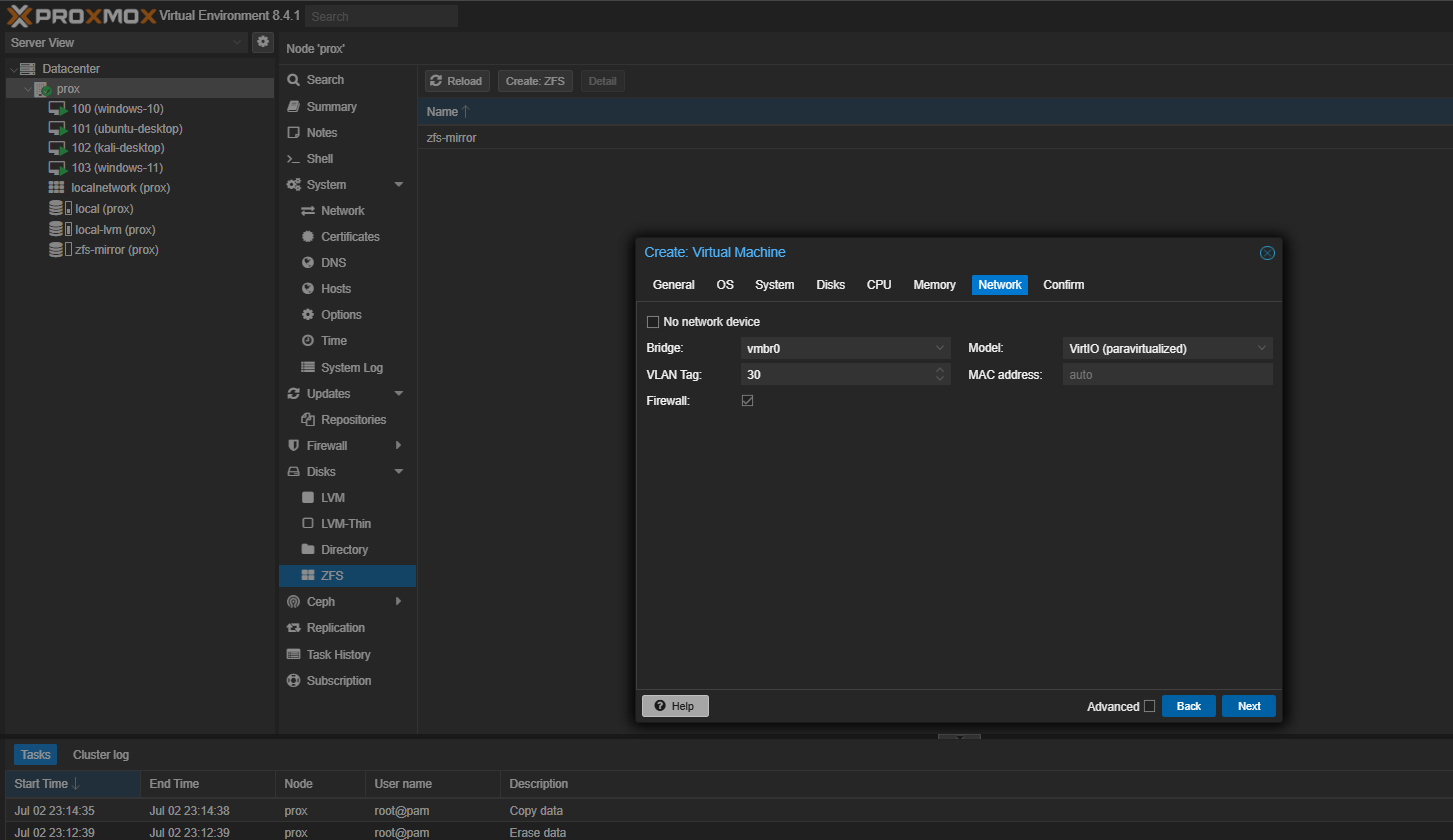 PROXMOX Virtual Environment 8.4.1 Search
Server View
Datacenter
prox
100 (windows-10)
101 (ubuntu-desktop)
102 (kali-desktop)
103 (windows-11)
localnetwork (prox)
local (prox)
local-lvm (prox)
zfs-mirror (prox)
Node 'prox'
Search
Summary
Notes
Shell
System
Network
Certificates
DNS
Hosts
Options
Time
System Log
Updates
Repositories
Firewall
Disks
LVM
LVM-Thin
Directory
ZFS
Ceph
Replication
Task History
Subscription
Reload Create: ZFS Detail
Name
zfs-mirror
Create: Virtual Machine
General OS System Disks CPU Memory Network Confirm
No network device
Bridge: vmbr0 Model: VirtIO (paravirtualized)
VLAN Tag: 30 MAC address: auto
Firewall:
Help Advanced Back Next
Tasks Cluster log
Start Time End Time Node User name Description
Jul 02 23:14:35 Jul 02 23:14:38 prox root@pam Copy data
Jul 02 23:12:39 Jul 02 23:12:39 prox root@pam Erase data